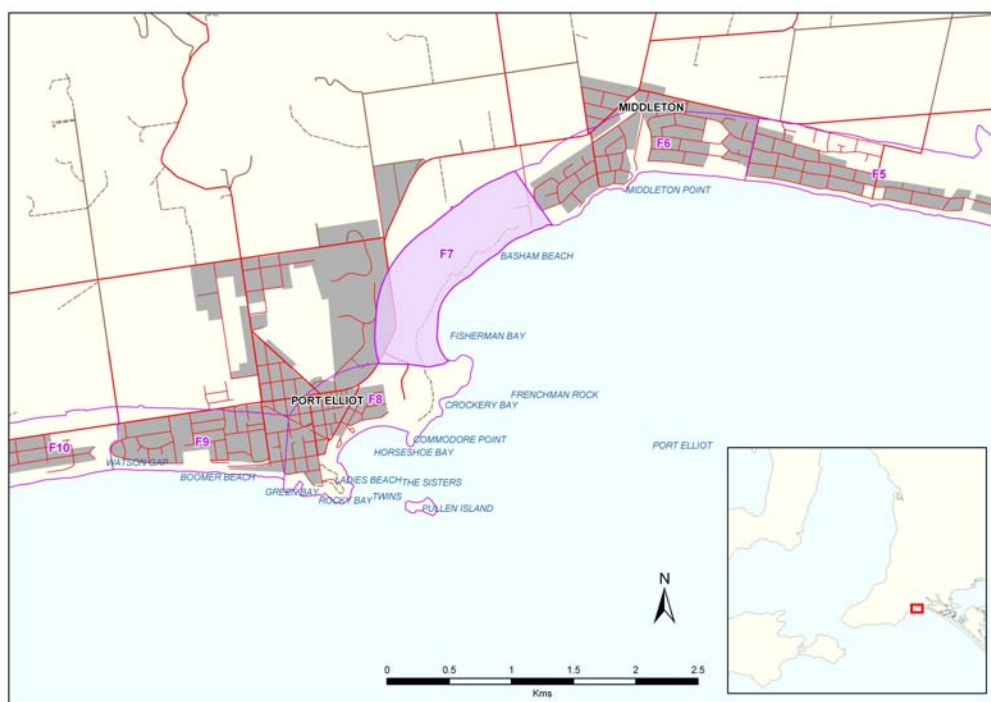 MIDDLETON
F6
F5
MIDDLETON POINT
F7
BASHAM BEACH
FISHERMAN BAY
FRENCHMAN ROCK
PORT ELLIOT
F8
CROCKERY BAY
COMMODORE POINT
HORSESHOE BAY
PORT ELLIOT
F10
F9
WATSON GAP
BOOMER BEACH
LADIES BEACH
THE SISTERS
GREEN BAY
ROCKY BAY
TWINS
PULLEN ISLAND
N
0 0.5 1 1.5 2 2.5
Kms